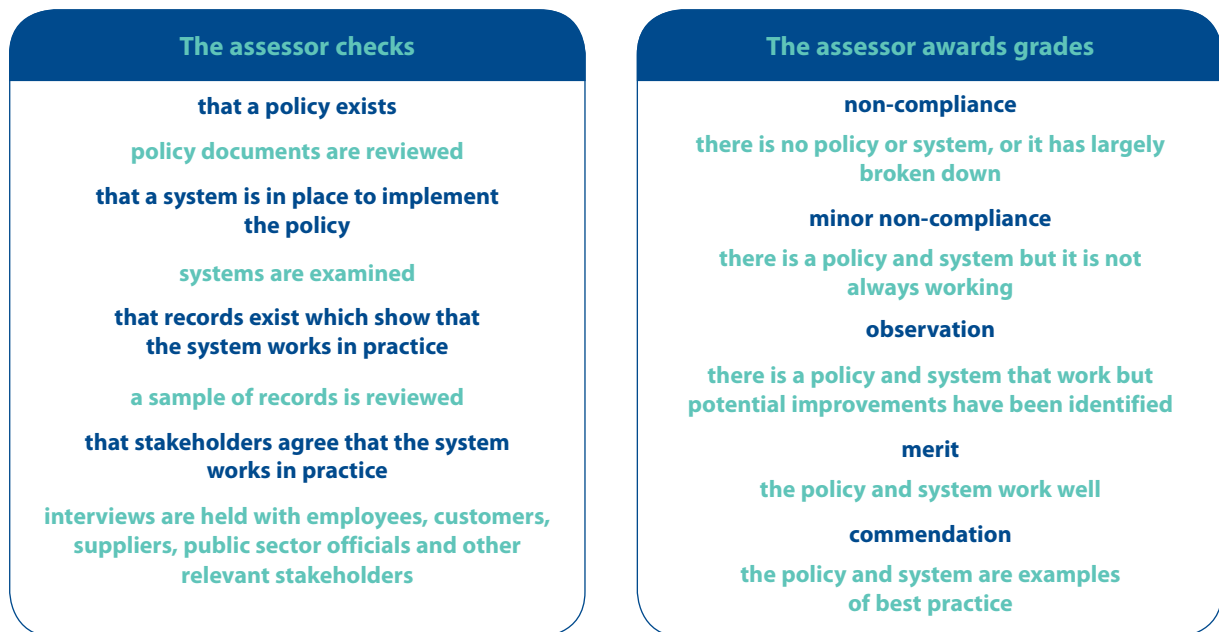 The assessor checks
that a policy exists
policy documents are reviewed
that a system is in place to implement
the policy
systems are examined
that records exist which show that
the system works in practice
a sample of records is reviewed
that stakeholders agree that the system
works in practice
interviews are held with employees, customers,
suppliers, public sector officials and other
relevant stakeholders
The assessor awards grades
non-compliance
there is no policy or system, or it has largely
broken down
minor non-compliance
there is a policy and system but it is not
always working
observation
there is a policy and system that work but
potential improvements have been identified
merit
the policy and system work well
commendation
the policy and system are examples
of best practice